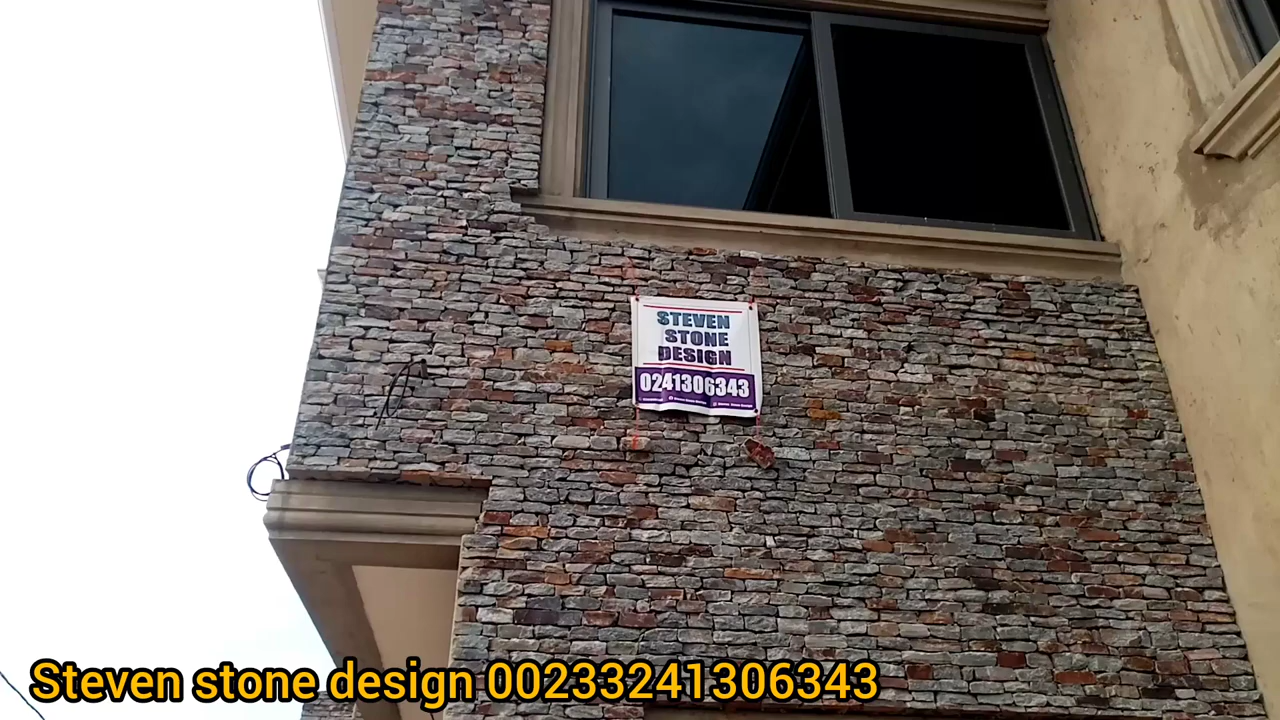 STEVEN
STONE
DESIGN
0241306343
Steven stone design 00233241306343